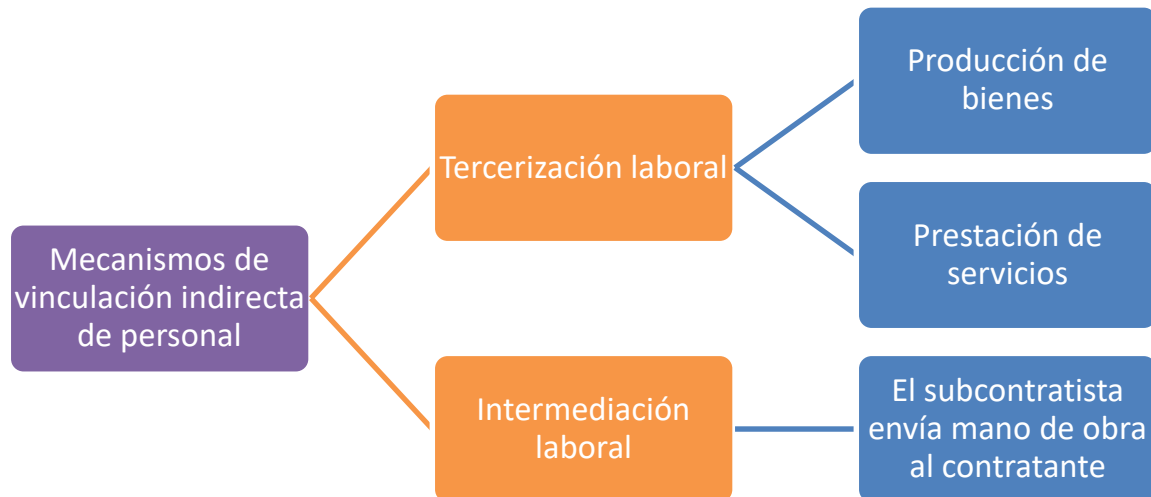 Mecanismos de
vinculación indirecta
de personal
Tercerización laboral
Producción de
bienes
Prestación de
servicios
Intermediación
laboral
El subcontratista
envía mano de obra
al contratante